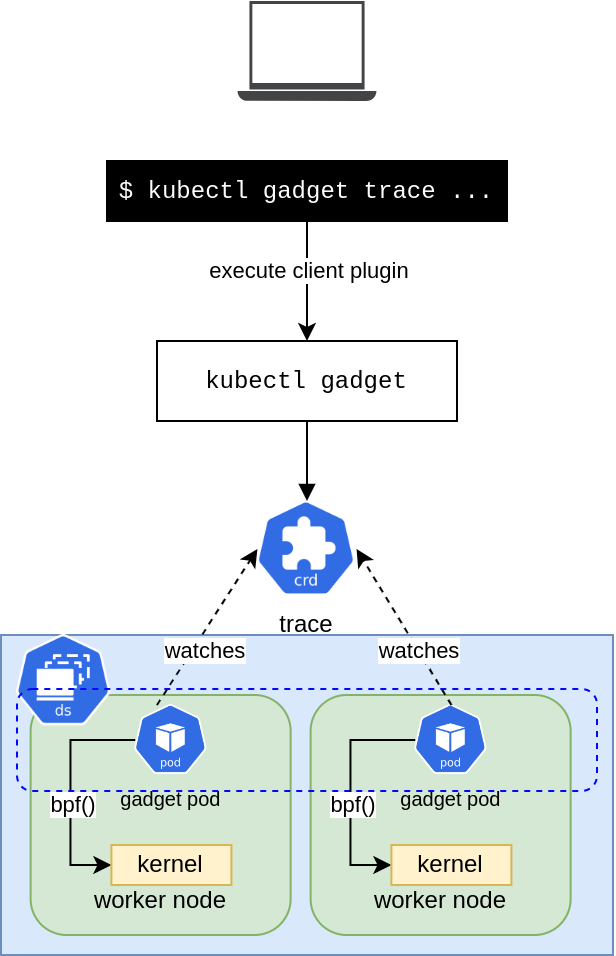 $ kubectl gadget trace ...
execute client plugin
kubectl gadget
crd
trace
watches
watches
ds
pod
pod
gadget pod
gadget pod
bpf()
bpf()
kernel
kernel
worker node
worker node